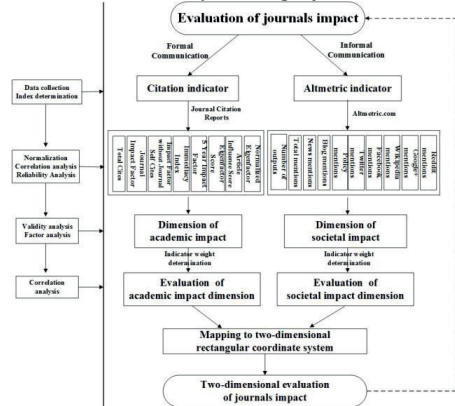 Evaluation of journals impact
Formal
Communication
Informal
Communication
Data collection
Index determination
Citation indicator
Altmetric indicator
Journal Citation
Reports
Altmetric.com
Normalization
Correlation analysis
Reliability Analysis
Total Cites
Journal
Impact Factor
Impact Factor
without Journal
Self Cites
Immediacy
Index
5 Year Impact
Factor
Eigenfactor
Score
Article
Influence Score
Normalized
Eigenfactor
Number of
outputs
Total mentions
News mentions
Blog mentions
Policy
mentions
Twitter
mentions
Facebook
mentions
Wikipedia
mentions
Google+
mentions
Reddit
mentions
Validity analysis
Factor analysis
Dimension of
academic impact
Dimension of
societal impact
Indicator weight
determination
Indicator weight
determination
Correlation
analysis
Evaluation of
academic impact dimension
Evaluation of
societal impact dimension
Mapping to two-dimensional
rectangular coordinate system
Two-dimensional evaluation
of journals impact